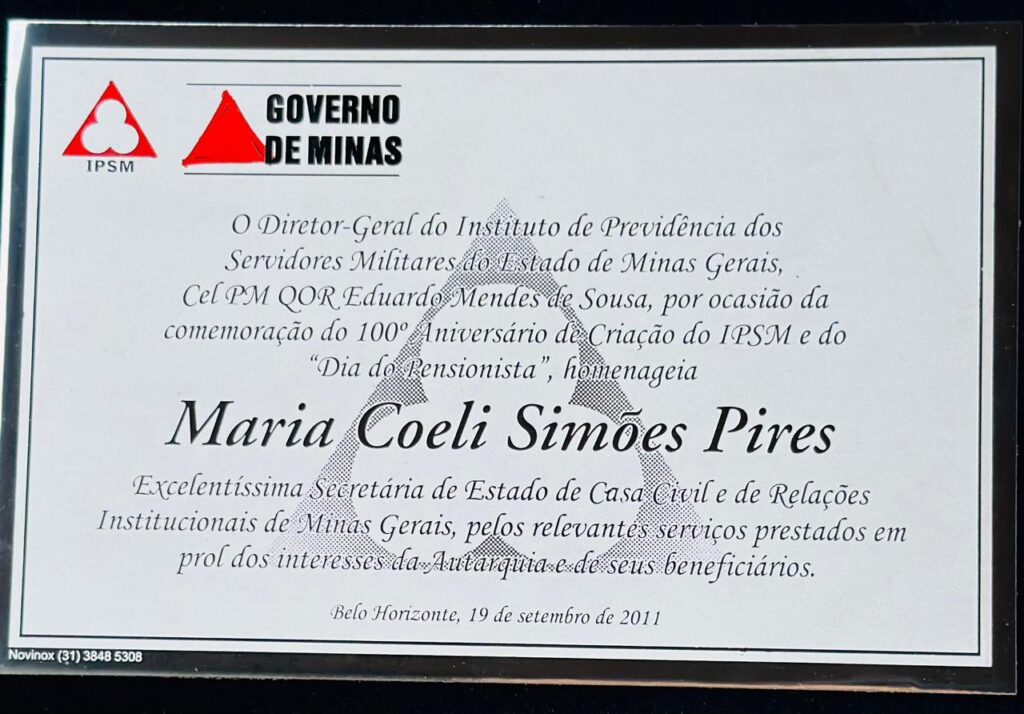 IPSM
GOVERNO
DE MINAS
O Diretor-Geral do Instituto de Previdência dos
Servidores Militares do Estado de Minas Gerais,
Cel PM QOR Eduardo Mendes de Sousa, por ocasião da
comemoração do 100º Aniversário de Criação do IPSM e do
“Dia do Pensionista”, homenageia
Maria Coeli Simões Pires
Excelentíssima Secretária de Estado de Casa Civil e de Relações
Institucionais de Minas Gerais, pelos relevantes serviços prestados em
prol dos interesses da Autarquia e de seus beneficiários.
Belo Horizonte, 19 de setembro de 2011
Novinox (31) 3848 5308